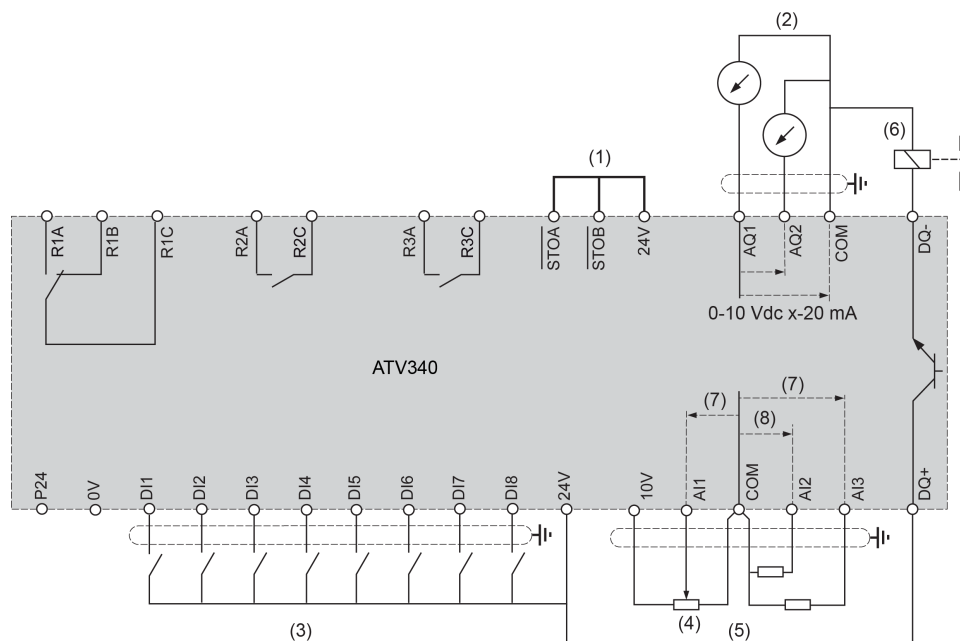 (2)
(6)
(1)
R1A
R1B
R1C
R2A
R2C
R3A
R3C
STOA
STOB
24V
AQ1
AQ2
COM
DQ-
0-10 Vdc x-20 mA
ATV340
(7)
(7)
(8)
P24
0V
DI1
DI2
DI3
DI4
DI5
DI6
DI7
DI8
24V
10V
AI1
COM
AI2
AI3
DQ+
(3)
(4)
(5)